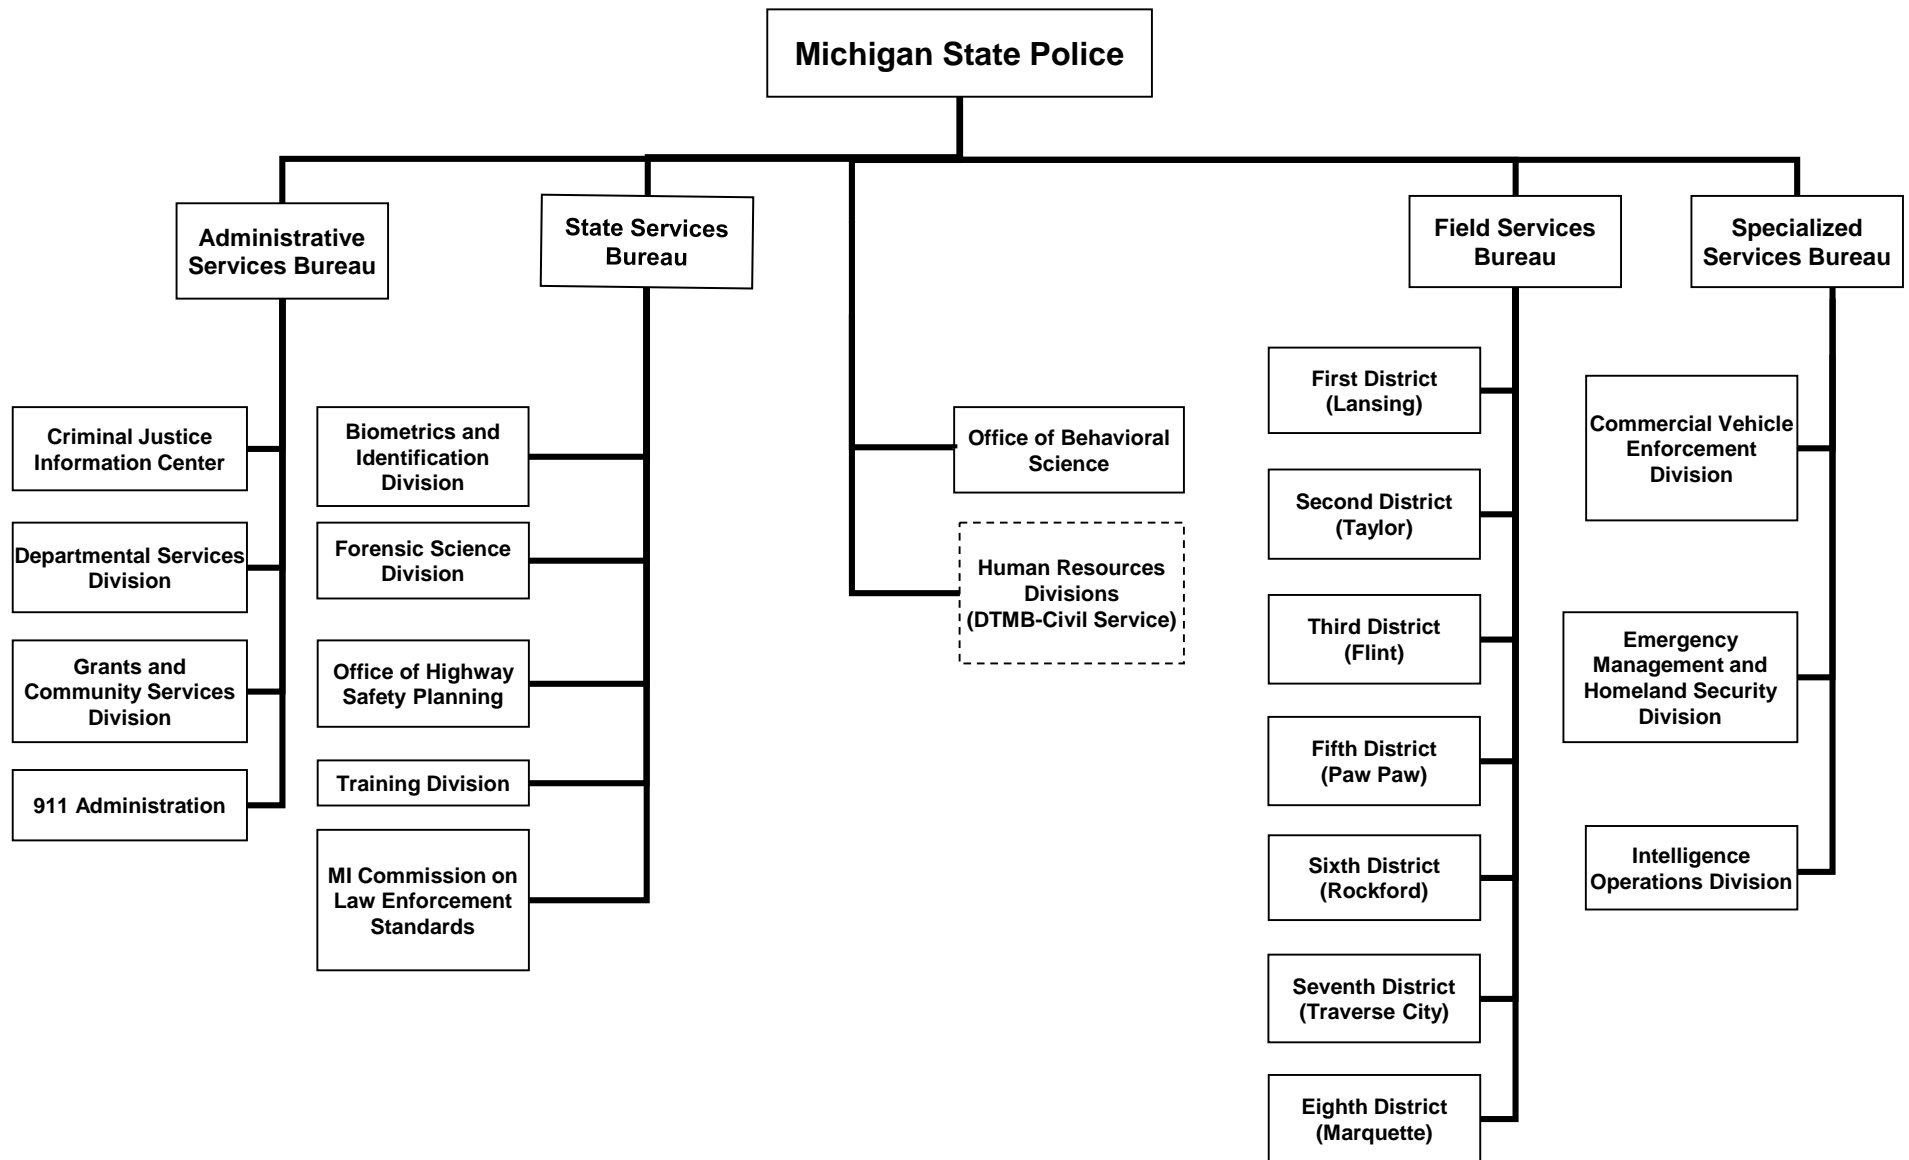 Michigan State Police
Administrative
Services Bureau
State Services
Bureau
Field Services
Bureau
Specialized
Services Bureau
Criminal Justice
Information Center
Departmental Services
Division
Grants and
Community Services
Division
911 Administration
Biometrics and
Identification
Division
Forensic Science
Division
Office of Highway
Safety Planning
Training Division
MI Commission on
Law Enforcement
Standards
Office of Behavioral
Science
Human Resources
Divisions
(DTMB-Civil Service)
First District
(Lansing)
Second District
(Taylor)
Third District
(Flint)
Fifth District
(Paw Paw)
Sixth District
(Rockford)
Seventh District
(Traverse City)
Eighth District
(Marquette)
Commercial Vehicle
Enforcement
Division
Emergency
Management and
Homeland Security
Division
Intelligence
Operations Division